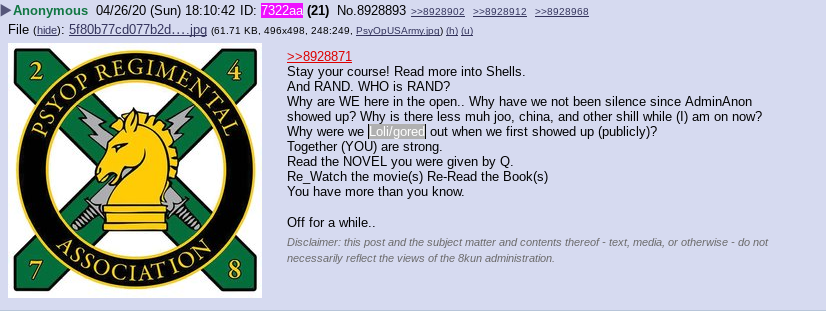 ▶Anonymous 04/26/20 (Sun) 18:10:42 ID: 7322aa (21) No.8928893 >>8928902 >>8928912 >>8928968
File (hide): 5f80b77cd077b2d….jpg (61.71 KB, 496x498, 248:249, PsyOpUSArmy.jpg) (h) (u)
2 4
PSYOP REGIMENTAL
ASSOCIATION
7 8
>>8928871
Stay your course! Read more into Shells.
And RAND. WHO is RAND?
Why are WE here in the open.. Why have we not been silence since AdminAnon
showed up? Why is there less muh joo, china, and other shill while (I) am on now?
Why were we Loli/gored out when we first showed up (publicly)?
Together (YOU) are strong.
Read the NOVEL you were given by Q.
Re_Watch the movie(s) Re-Read the Book(s)
You have more than you know.
Off for a while..
Disclaimer: this post and the subject matter and contents thereof - text, media, or otherwise - do not
necessarily reflect the views of the 8kun administration.